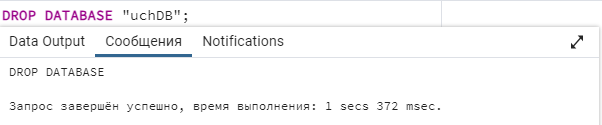 DROP DATABASE "uchDB";
Data Output Сообщения Notifications
DROP DATABASE
Запрос завершён успешно, время выполнения: 1 secs 372 msec.